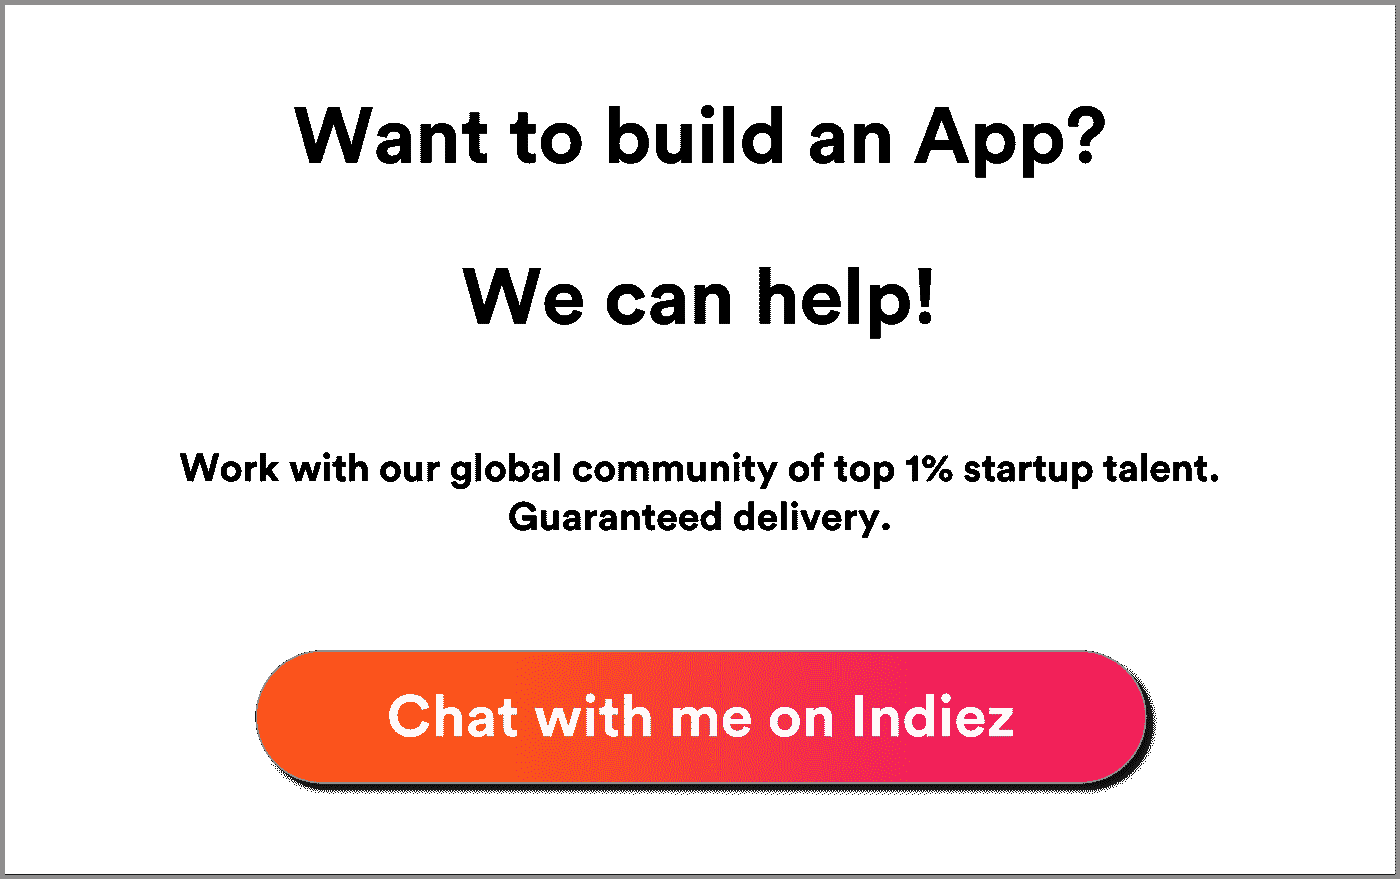 Want to build an App?
We can help!
Work with our global community of top 1% startup talent.
Guaranteed delivery.
Chat with me on Indiez